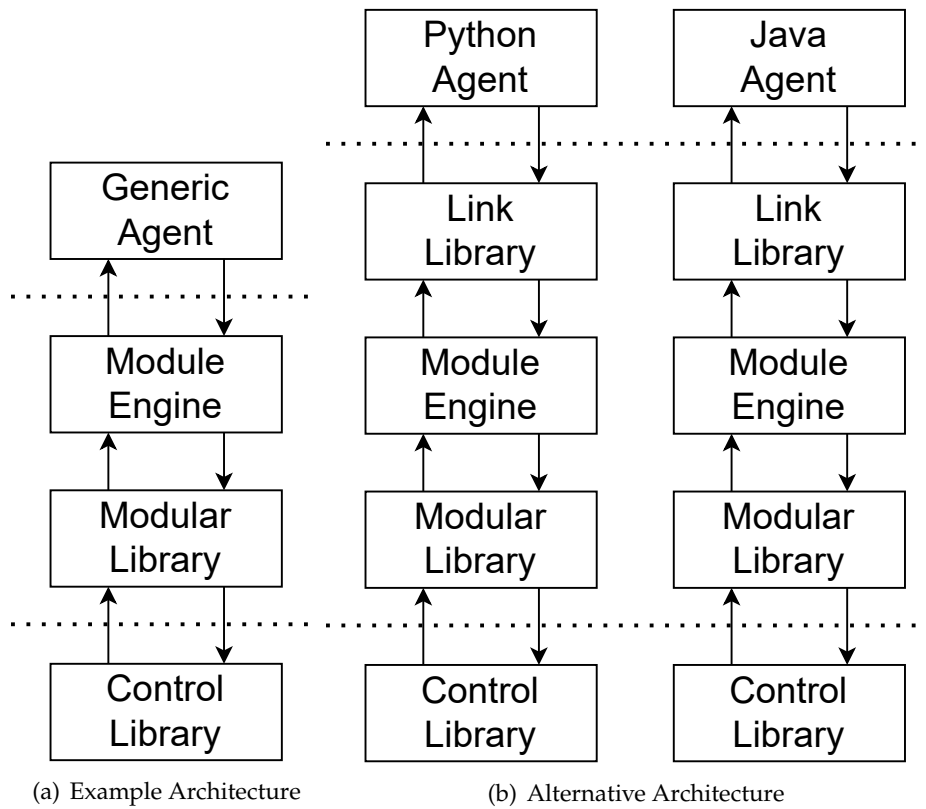 Python
Agent
Java
Agent
Generic
Agent
Link
Library
Link
Library
Module
Engine
Module
Engine
Module
Engine
Modular
Library
Modular
Library
Modular
Library
Control
Library
Control
Library
Control
Library
(a) Example Architecture
(b) Alternative Architecture